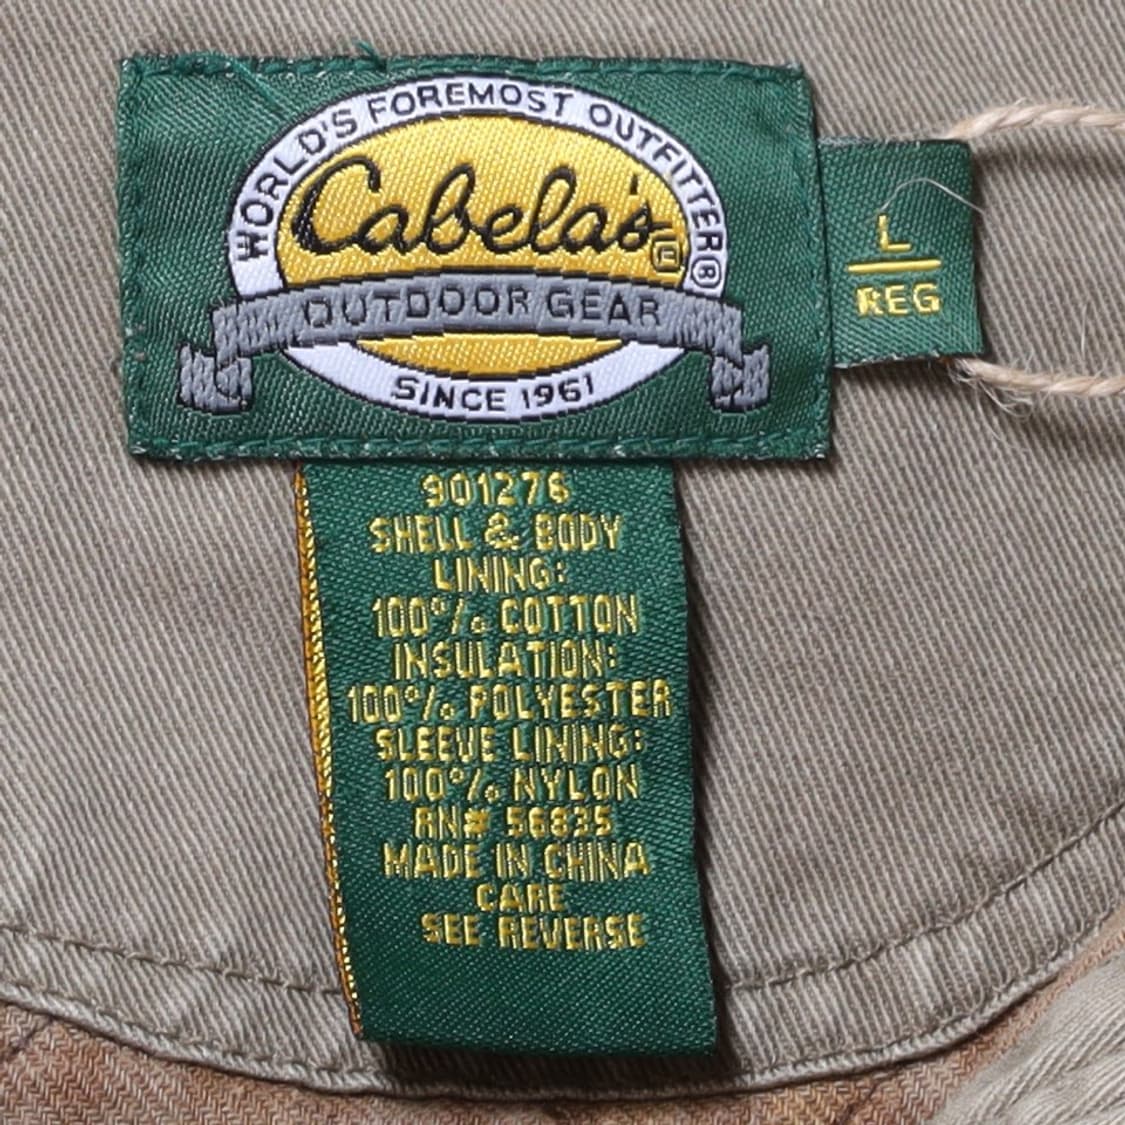 WORLD'S FOREMOST OUTFITTER®
Cabela's®
OUTDOOR GEAR
SINCE 1961
L
REG
901276
SHELL & BODY
LINING:
100% COTTON
INSULATION:
100% POLYESTER
SLEEVE LINING:
100% NYLON
RN# 56835
MADE IN CHINA
CARE
SEE REVERSE